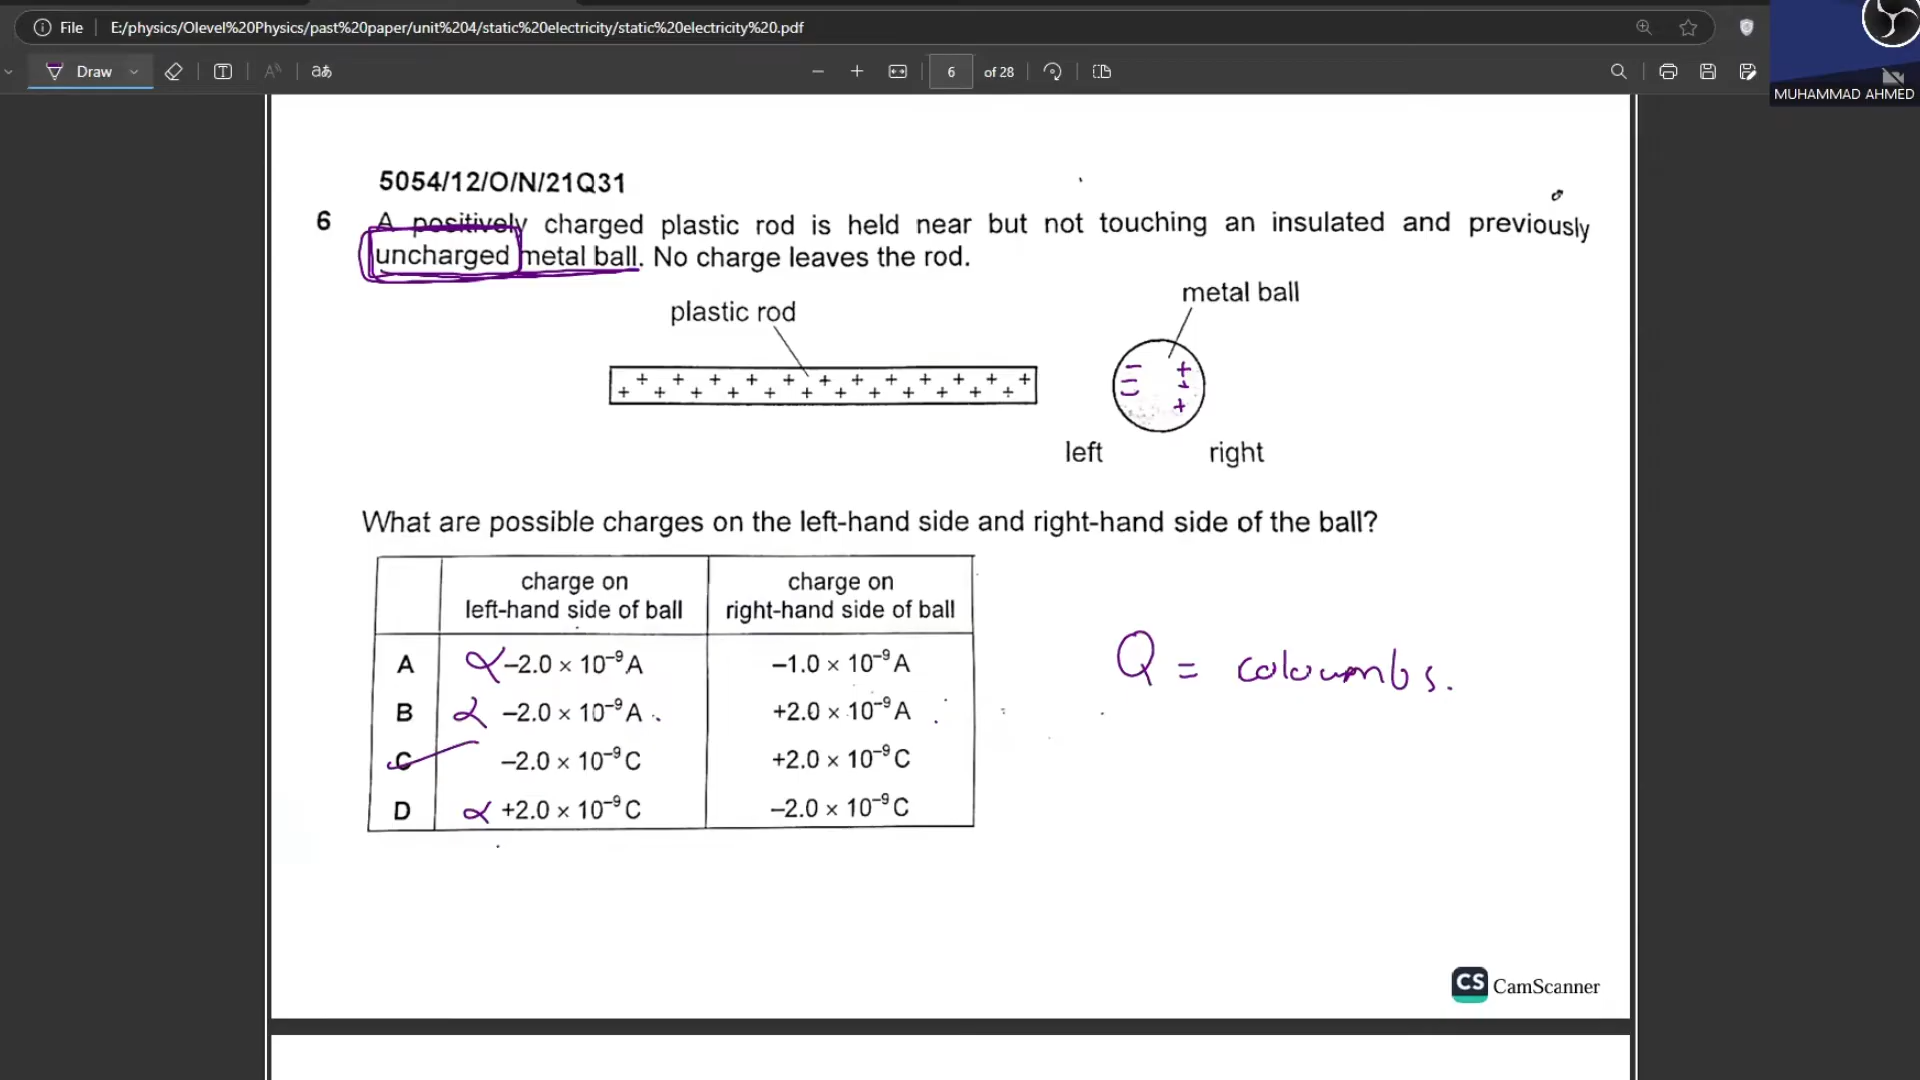 File E:/physics/Olevel%20Physics/past%20paper/unit%204/static%20electricity/static%20electricity%20.pdf
Draw aあ 6 of 28
MUHAMMAD AHMED
5054/12/O/N/21Q31
6 A positively charged plastic rod is held near but not touching an insulated and previously
uncharged metal ball. No charge leaves the rod.
metal ball
plastic rod
+ + + + + + + + + + + +
+ + + + + + + + + + + +
− +
− +
− +
left right
What are possible charges on the left-hand side and right-hand side of the ball?
charge on left-hand side of ball charge on right-hand side of ball
A –2.0 × 10⁻⁹ A –1.0 × 10⁻⁹ A
B –2.0 × 10⁻⁹ A +2.0 × 10⁻⁹ A
C –2.0 × 10⁻⁹ C +2.0 × 10⁻⁹ C
D +2.0 × 10⁻⁹ C –2.0 × 10⁻⁹ C
Q = coloumbs.
CS CamScanner